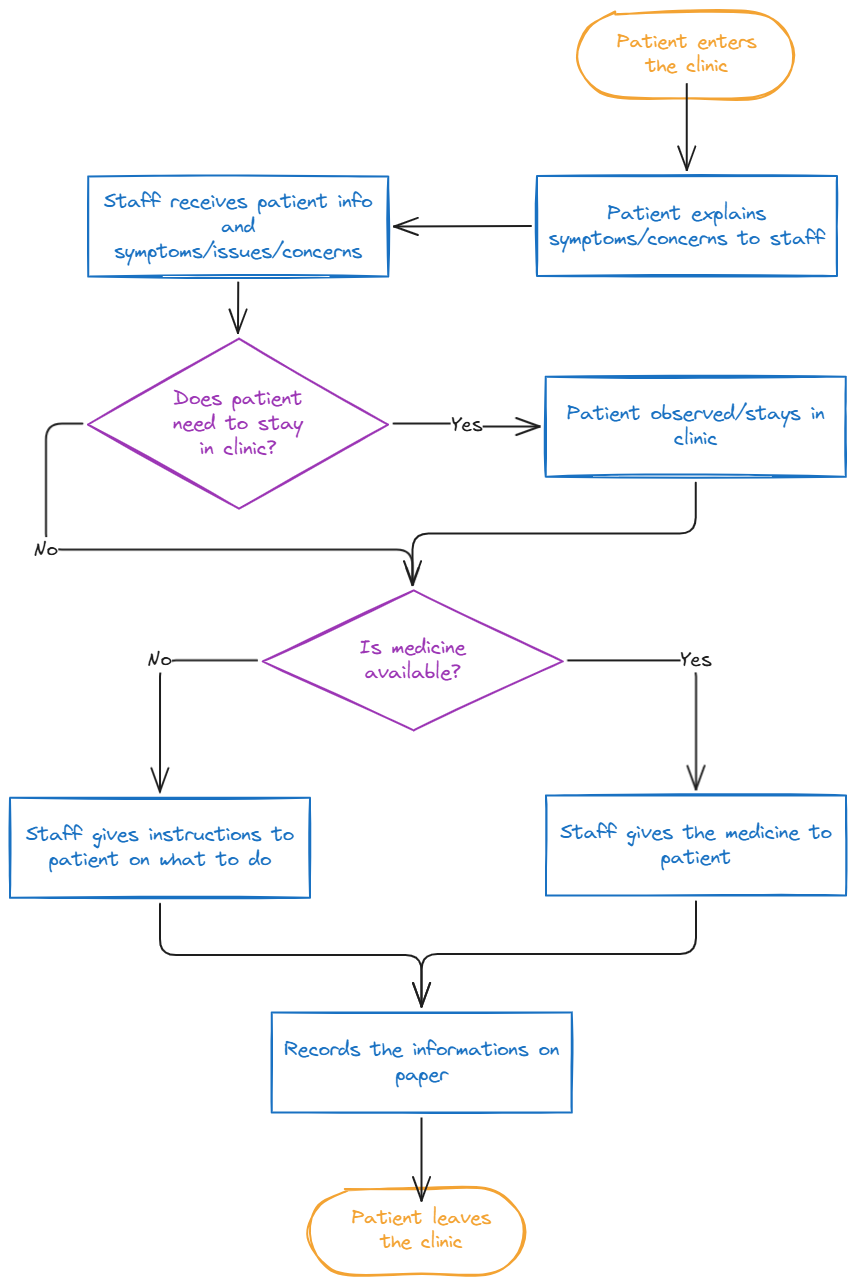 Patient enters
the clinic
Patient explains
symptoms/concerns to staff
Staff receives patient info
and
symptoms/issues/concerns
Does patient
need to stay
in clinic?
Yes
Patient observed/stays in
clinic
No
Is medicine
available?
No
Yes
Staff gives instructions to
patient on what to do
Staff gives the medicine to
patient
Records the informations on
paper
Patient leaves
the clinic